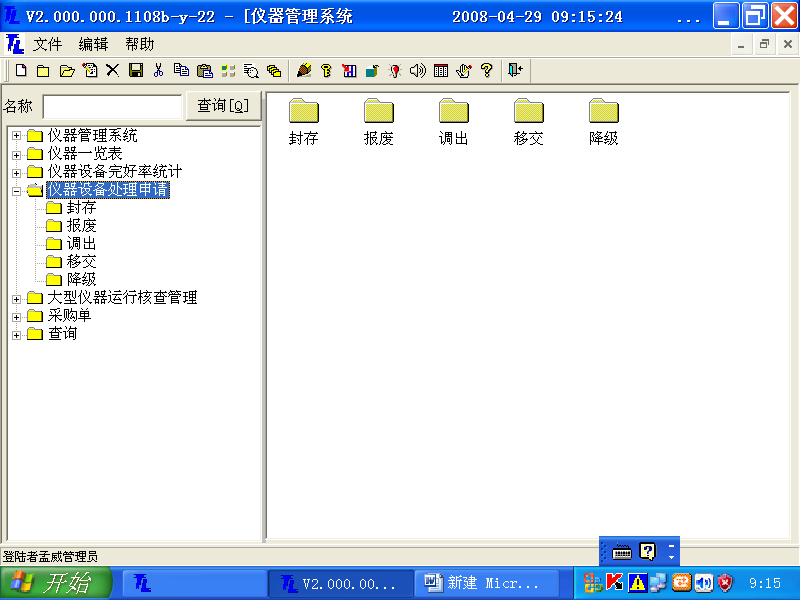 V2.000.000.1108b-y-22 - [仪器管理系统 2008-04-29 09:15:24 ...
文件 编辑 帮助
名称 查询[Q]
仪器管理系统
仪器一览表
仪器设备完好率统计
仪器设备处理申请
封存
报废
调出
移交
降级
大型仪器运行核查管理
采购单
查询
封存 报废 调出 移交 降级
登陆者孟威管理员
开始 V2.000.00... 新建 Micr... 9:15